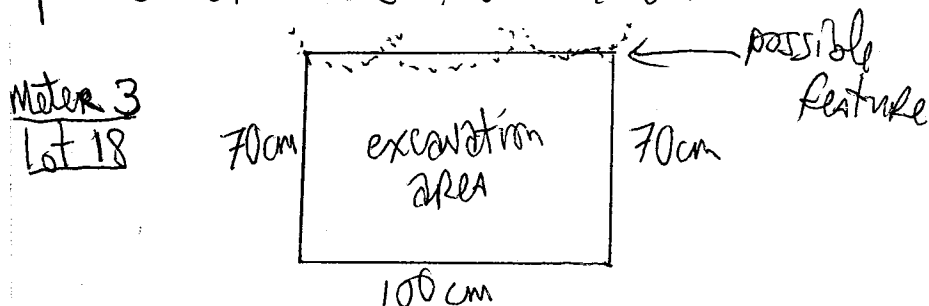 possible
feature
Meter 3
Lot 18
70cm
excavation
area
70cm
100 cm